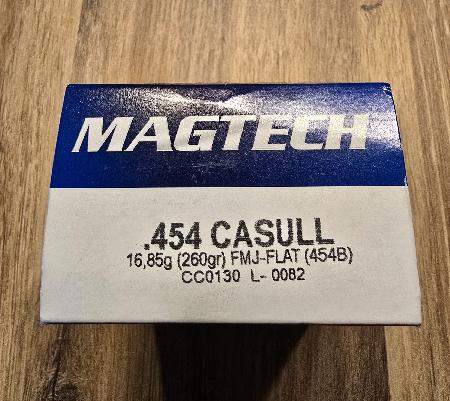 MAGTECH
.454 CASULL
16,85g (260gr) FMJ-FLAT (454B)
CC0130 L- 0082